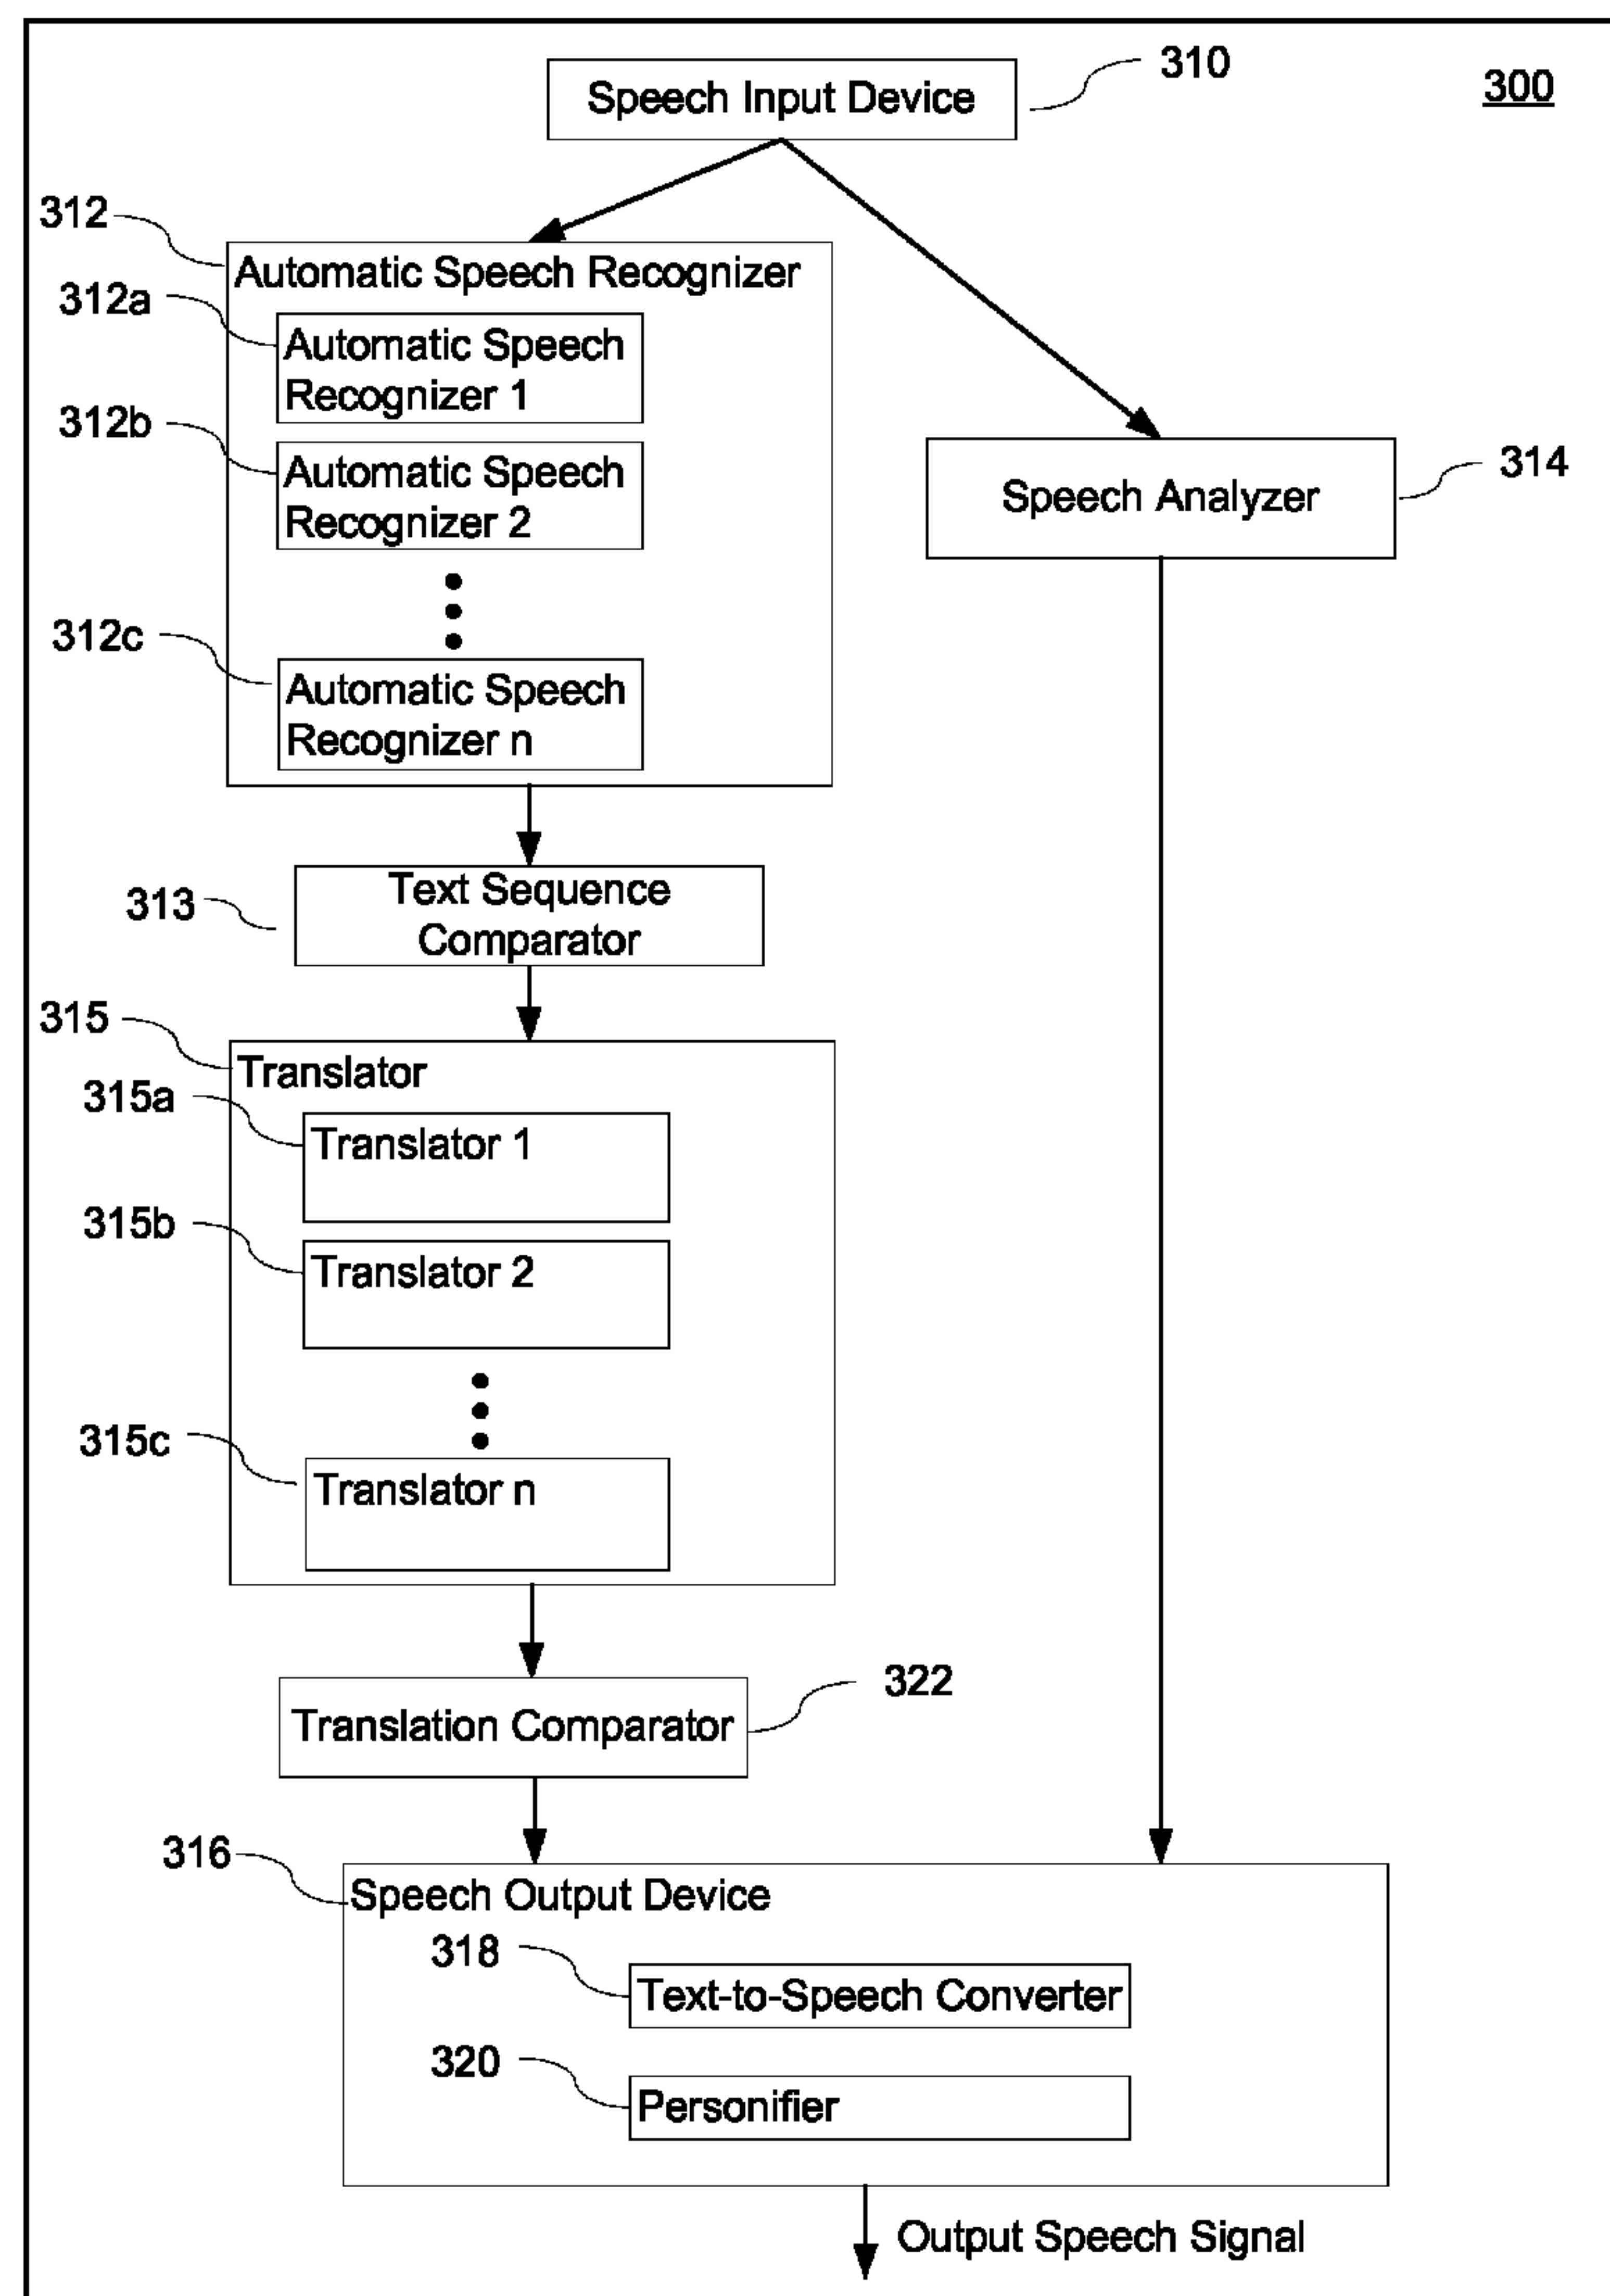 310
Speech Input Device
300
312
Automatic Speech Recognizer
312a
Automatic Speech
Recognizer 1
312b
Automatic Speech
Recognizer 2
314
Speech Analyzer
312c
Automatic Speech
Recognizer n
313
Text Sequence
Comparator
315
Translator
315a
Translator 1
315b
Translator 2
315c
Translator n
322
Translation Comparator
316
Speech Output Device
318
Text-to-Speech Converter
320
Personifier
Output Speech Signal